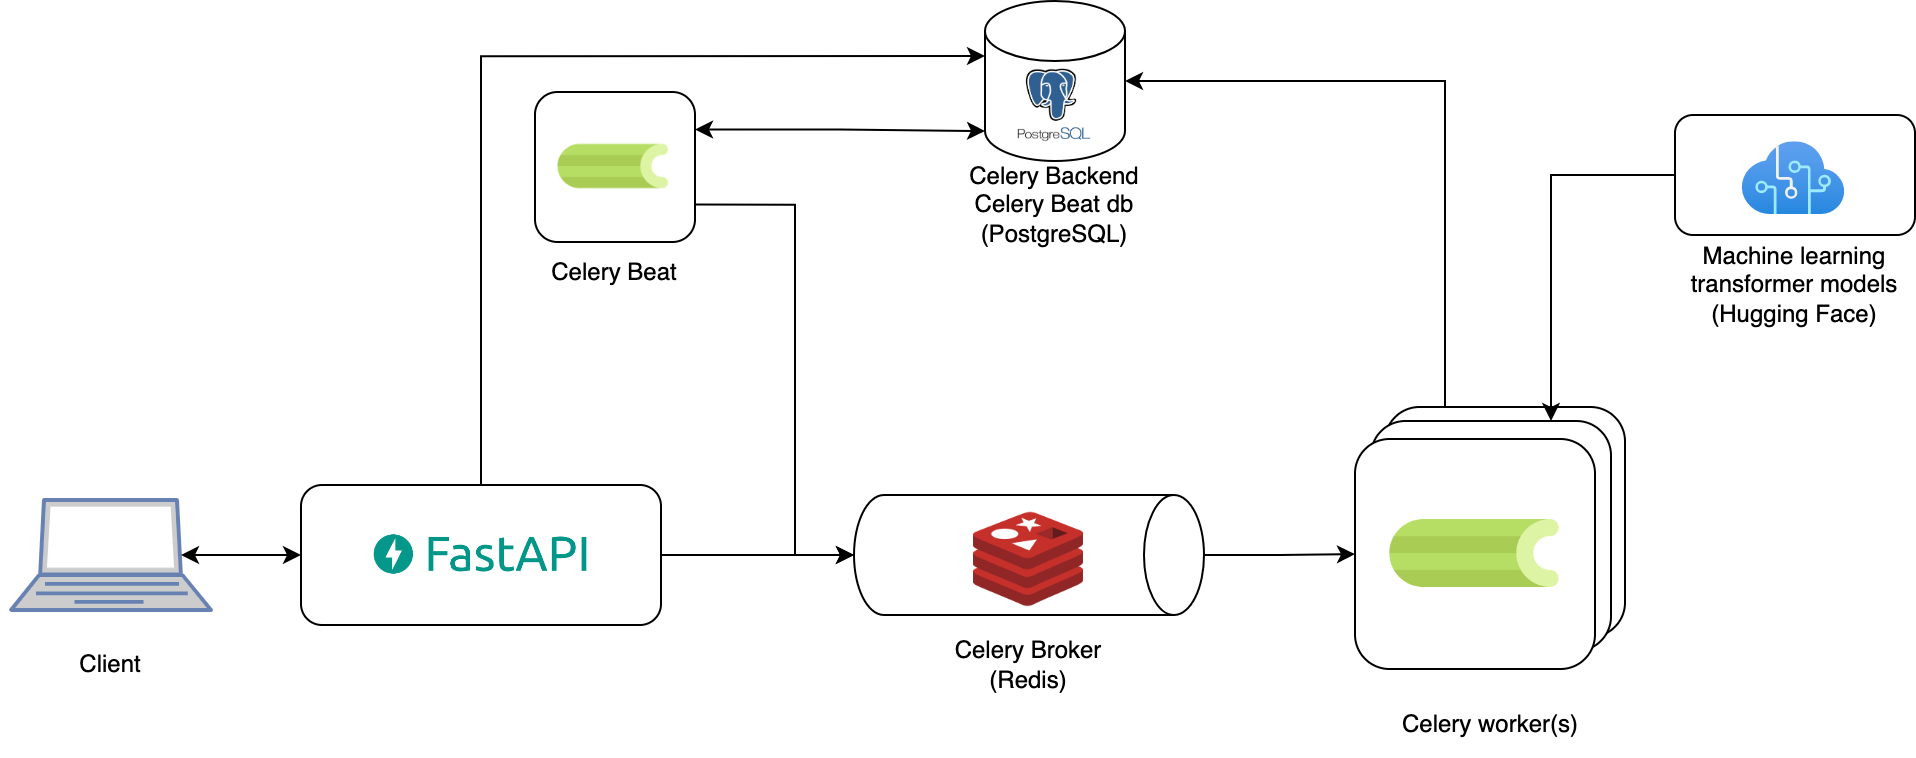 PostgreSQL
Celery Backend
Celery Beat db
(PostgreSQL)
Celery Beat
Machine learning
transformer models
(Hugging Face)
FastAPI
Client
Celery Broker
(Redis)
Celery worker(s)